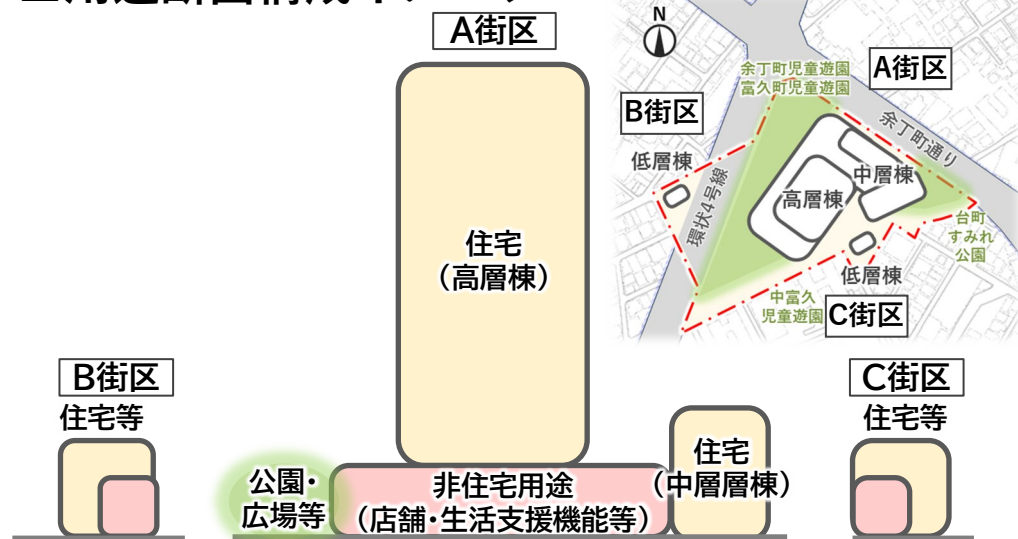 A街区
住宅
（高層棟）
B街区
住宅等
公園・
広場等
非住宅用途
（店舗・生活支援機能等）
住宅
（中層層棟）
C街区
住宅等
N
余丁町児童遊園
富久町児童遊園
A街区
B街区
余丁町通り
低層棟
中層棟
高層棟
環状4号線
台町
すみれ
公園
低層棟
中富久
児童遊園
C街区